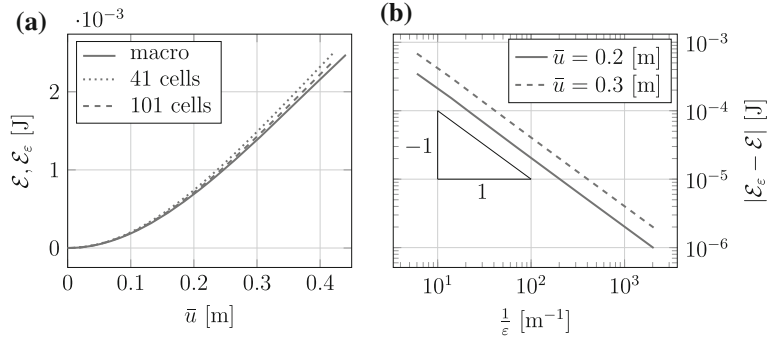 (a)
·10⁻³
ℰ, ℰ_ε [J]
2
1
0
macro
41 cells
101 cells
0 0.1 0.2 0.3 0.4
ū [m]
(b)
ū = 0.2 [m]
ū = 0.3 [m]
−1
1
10⁻³
10⁻⁴
10⁻⁵
10⁻⁶
|ℰ_ε − ℰ| [J]
10¹ 10² 10³
1/ε [m⁻¹]